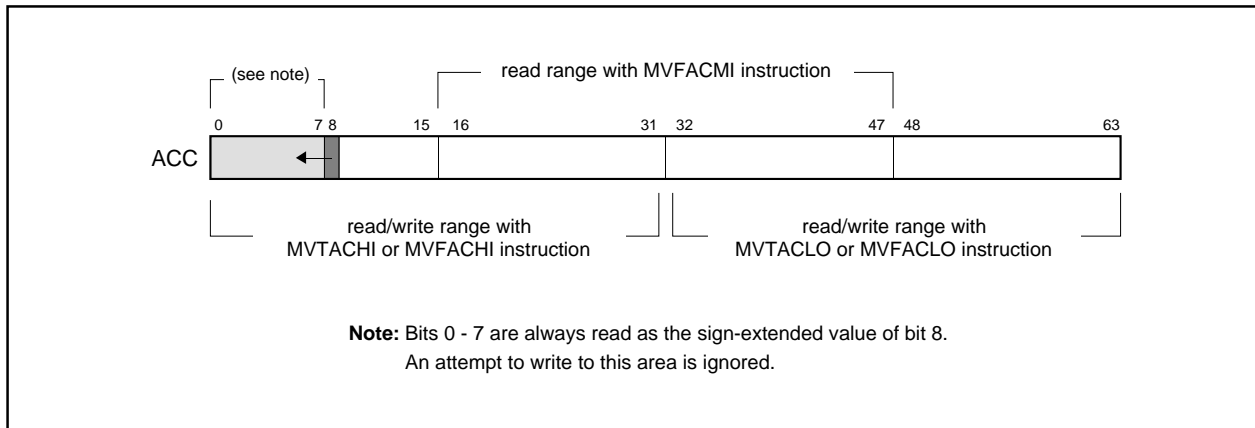 (see note)
read range with MVFACMI instruction
0 7 8 15 16 31 32 47 48 63
ACC
read/write range with
MVTACHI or MVFACHI instruction
read/write range with
MVTACLO or MVFACLO instruction
Note: Bits 0 - 7 are always read as the sign-extended value of bit 8.
An attempt to write to this area is ignored.